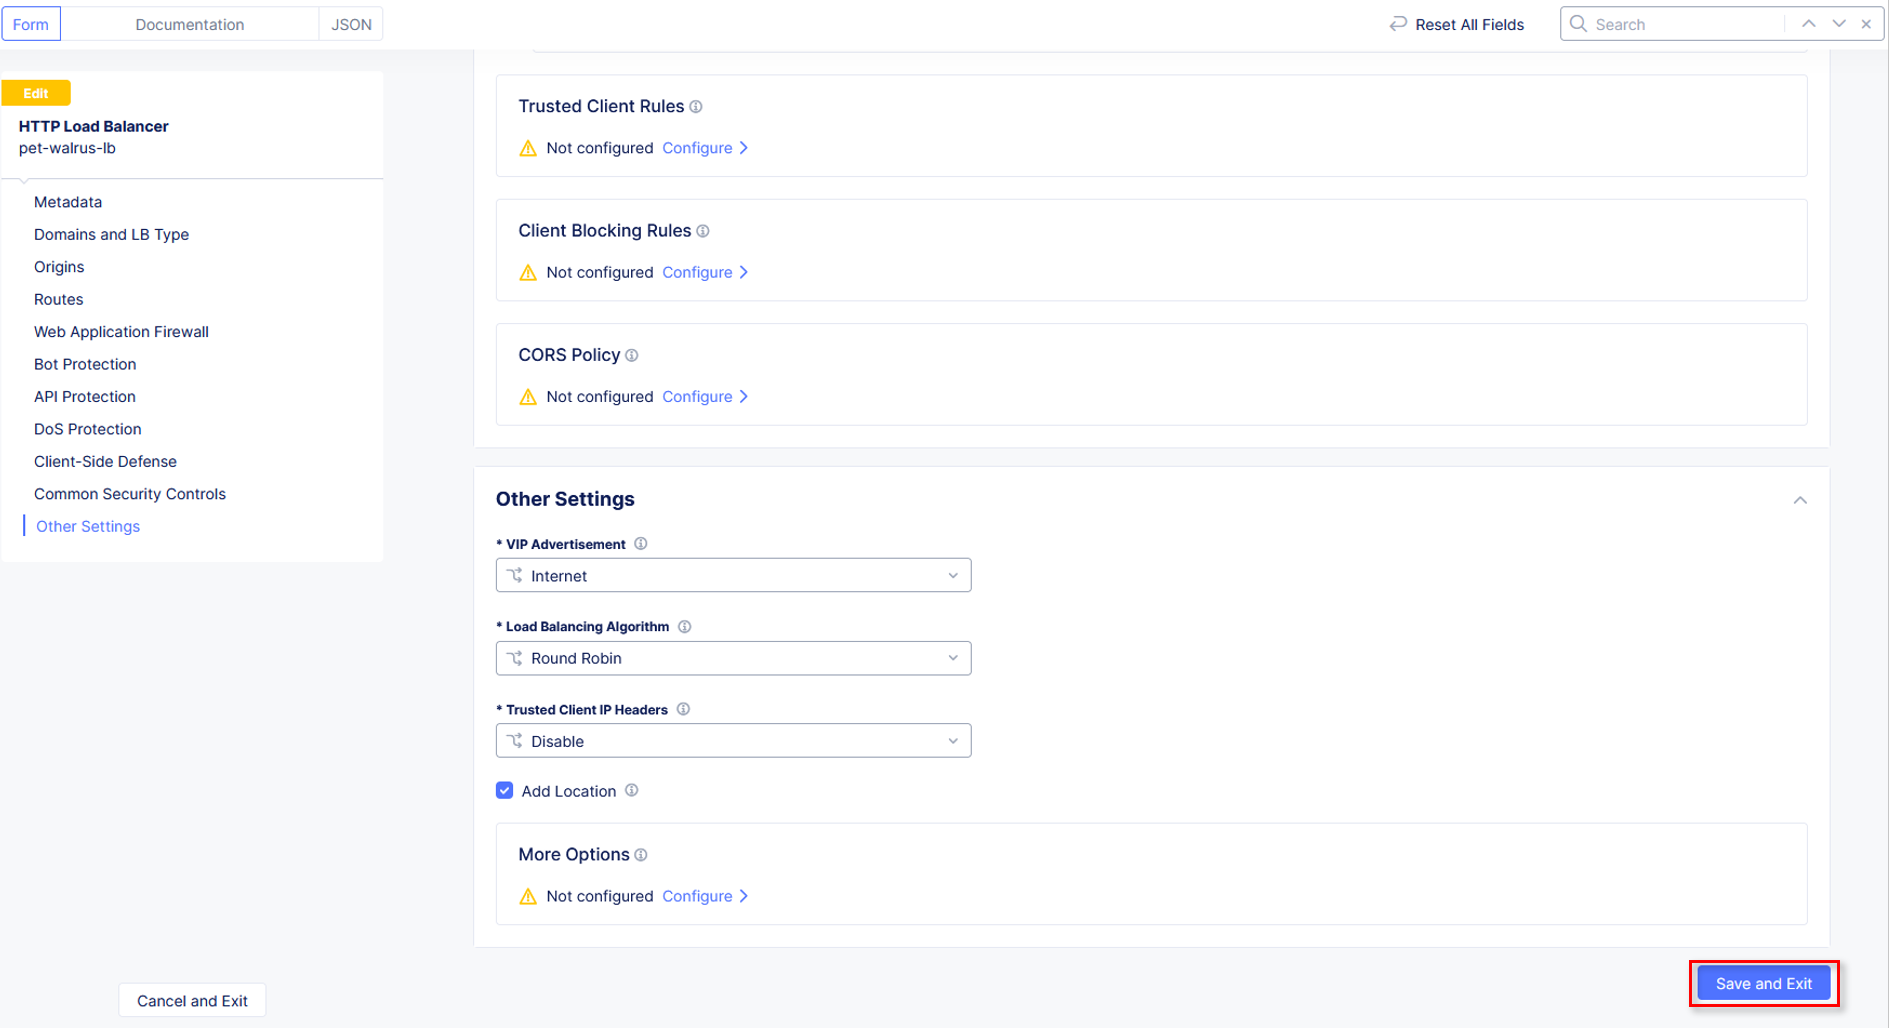 Form
Documentation
JSON
Reset All Fields
Search
Edit
HTTP Load Balancer
pet-walrus-lb
Metadata
Domains and LB Type
Origins
Routes
Web Application Firewall
Bot Protection
API Protection
DoS Protection
Client-Side Defense
Common Security Controls
Other Settings
Trusted Client Rules
Not configured Configure
Client Blocking Rules
Not configured Configure
CORS Policy
Not configured Configure
Other Settings
* VIP Advertisement
Internet
* Load Balancing Algorithm
Round Robin
* Trusted Client IP Headers
Disable
Add Location
More Options
Not configured Configure
Cancel and Exit
Save and Exit